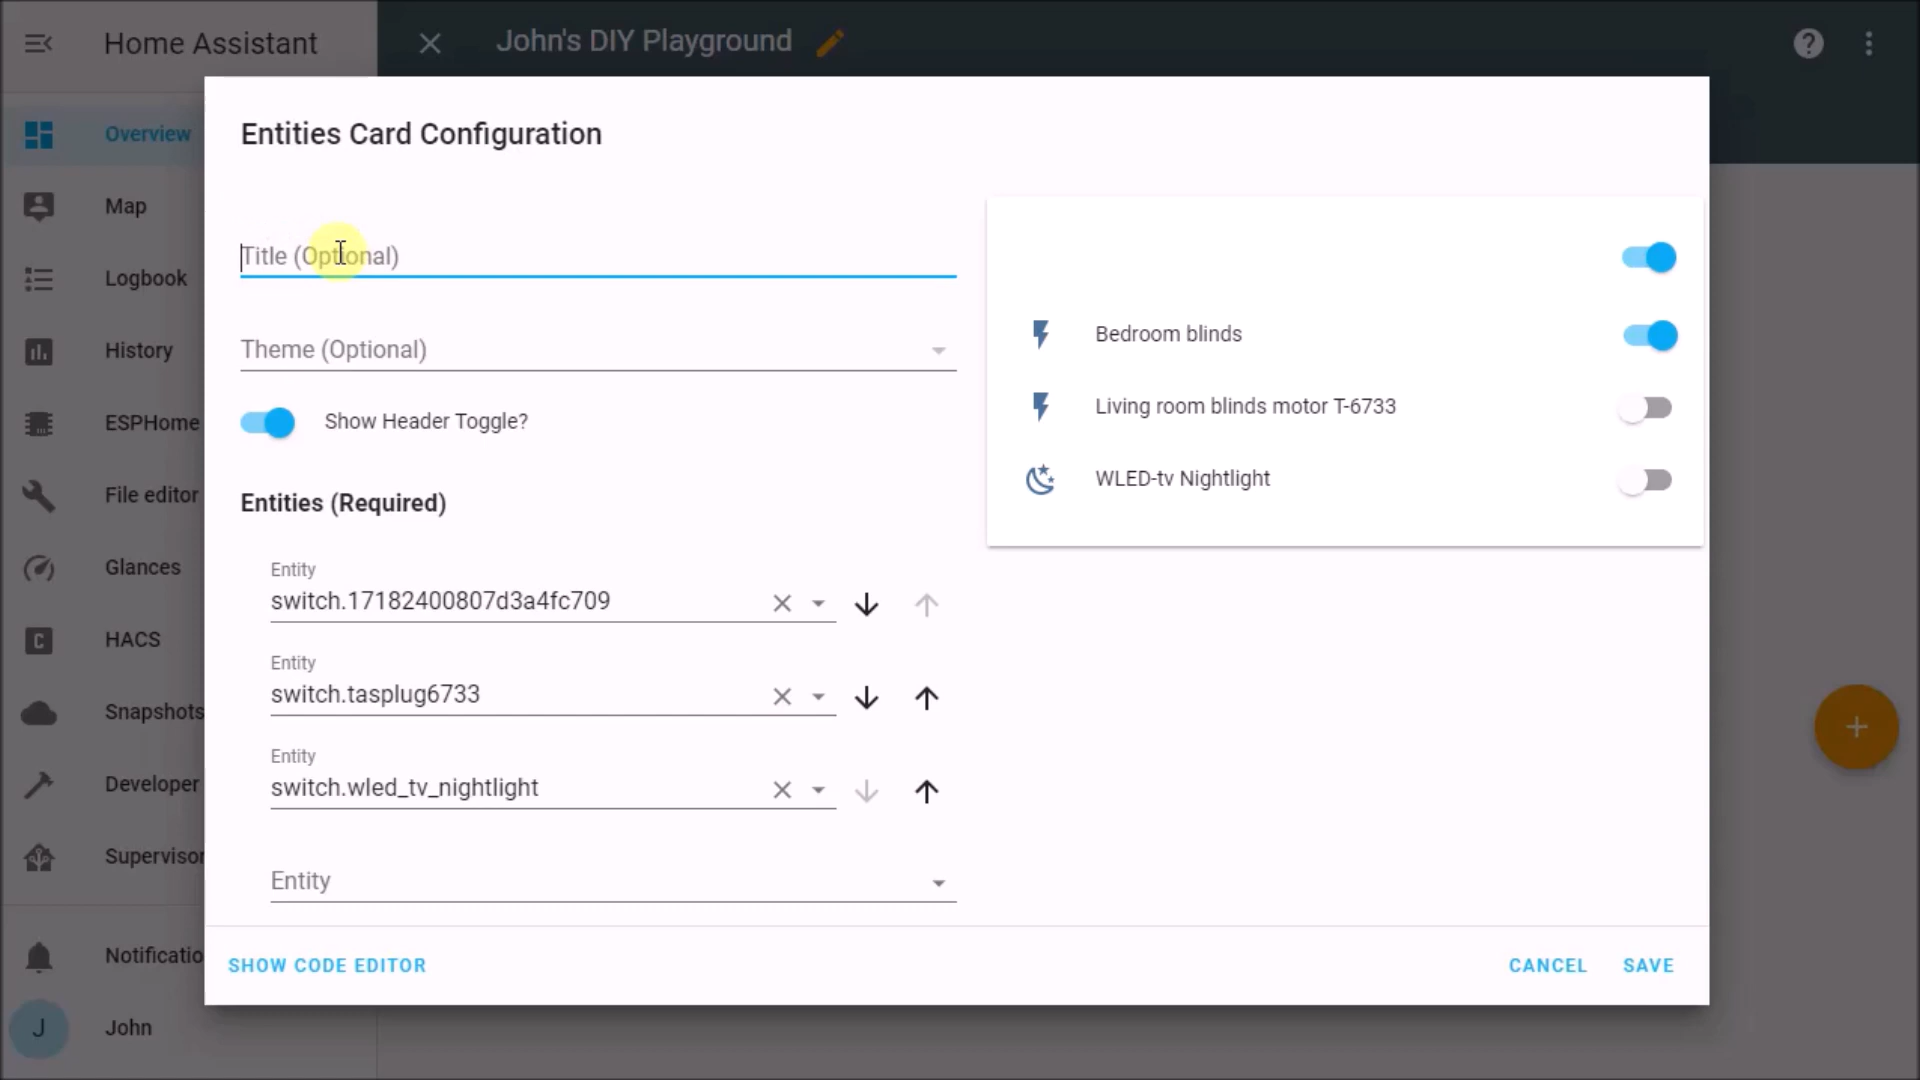 Home Assistant
John's DIY Playground
Overview
Map
Logbook
History
ESPHome
File editor
Glances
HACS
Snapshots
Developer
Supervisor
Notificatio
J
John
Entities Card Configuration
Title (Optional)
Theme (Optional)
Show Header Toggle?
Entities (Required)
Entity
switch.17182400807d3a4fc709
Entity
switch.tasplug6733
Entity
switch.wled_tv_nightlight
Entity
Bedroom blinds
Living room blinds motor T-6733
WLED-tv Nightlight
SHOW CODE EDITOR
CANCEL
SAVE